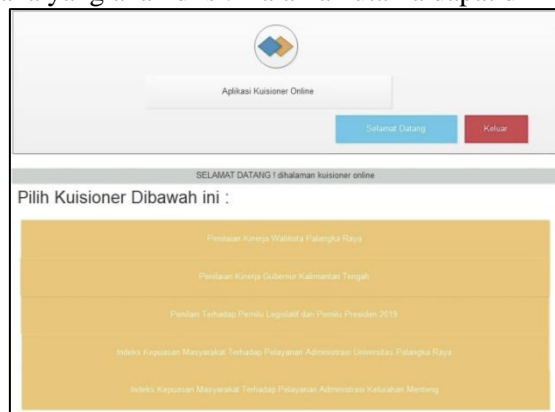 Aplikasi Kuisioner Online
Selamat Datang
Keluar
SELAMAT DATANG ! dihalaman kuisioner online
Pilih Kuisioner Dibawah ini :
Penilaian Kinerja Walikota Palangka Raya
Penilaian Kinerja Gubernur Kalimantan Tengah
Penilain Terhadap Pemilu Legislatif dan Pemilu Presiden 2019
Indeks Kepuasan Masyarakat Terhadap Pelayanan Administrasi Universitas Palangka Raya
Indeks Kepuasan Masyarakat Terhadap Pelayanan Administrasi Kelurahan Menteng